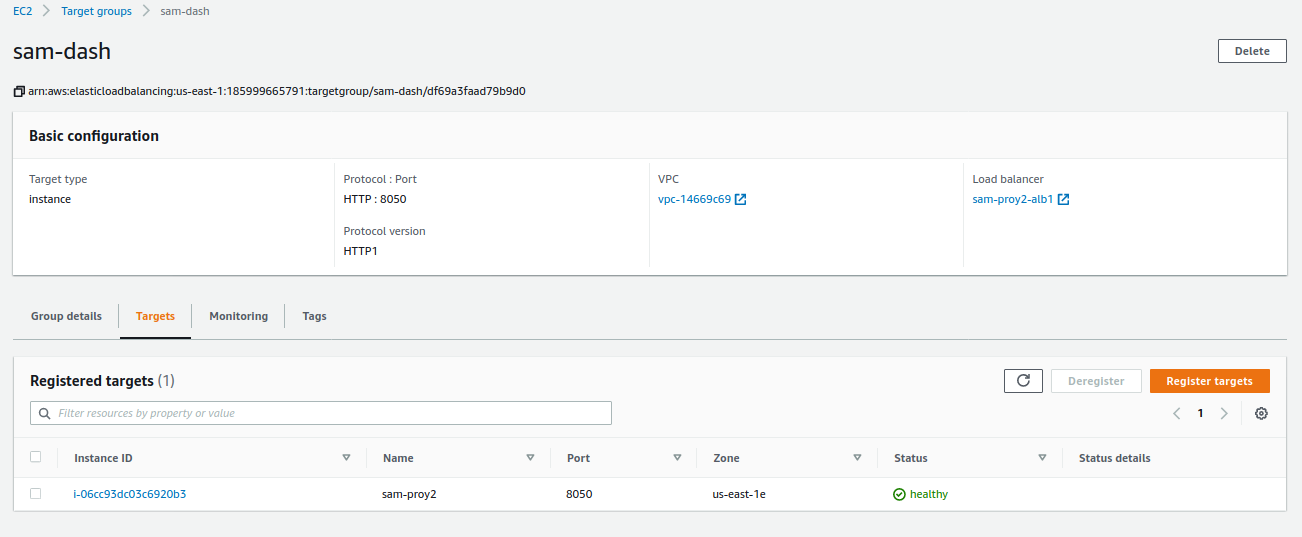 EC2 Target groups sam-dash
sam-dash
Delete
arn:aws:elasticloadbalancing:us-east-1:185999665791:targetgroup/sam-dash/df69a3faad79b9d0
Basic configuration
Target type Protocol : Port VPC Load balancer
instance HTTP : 8050 vpc-14669c69 sam-proy2-alb1
Protocol version
HTTP1
Group details Targets Monitoring Tags
Registered targets (1) Deregister Register targets
Filter resources by property or value 1
Instance ID Name Port Zone Status Status details
i-06cc93dc03c6920b3 sam-proy2 8050 us-east-1e healthy